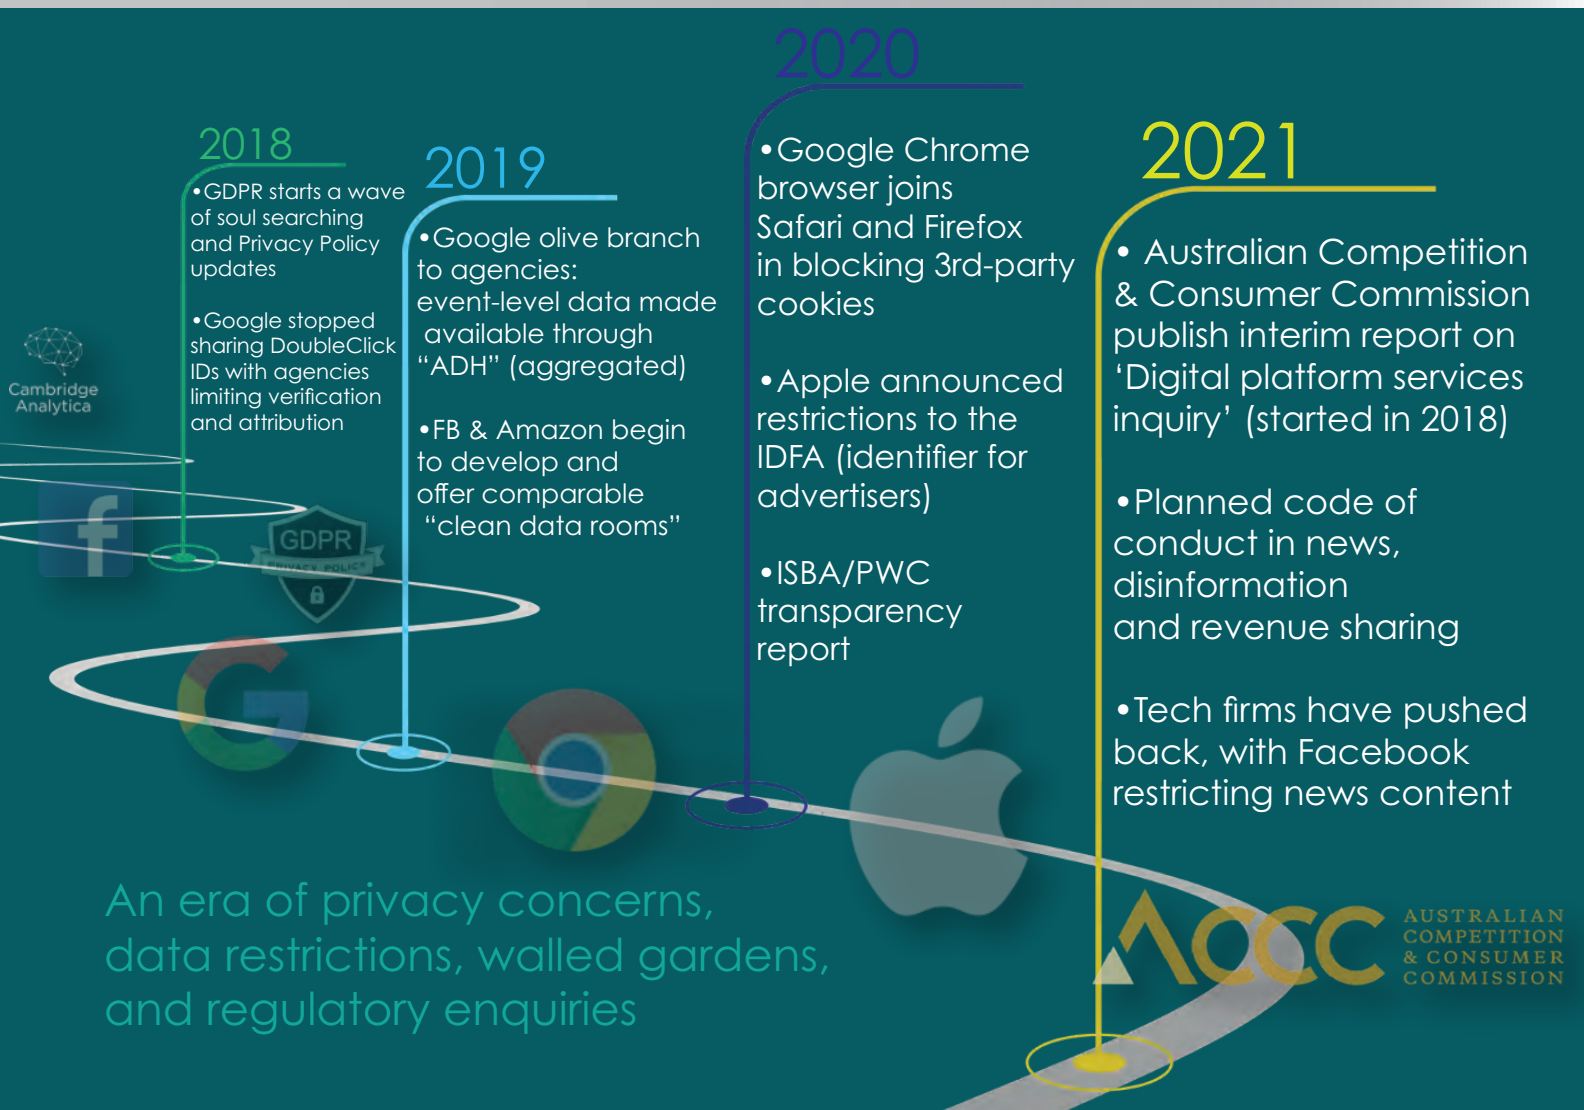 2018
•GDPR starts a wave
of soul searching
and Privacy Policy
updates
•Google stopped
sharing DoubleClick
IDs with agencies
limiting verification
and attribution
Cambridge
Analytica
f
GDPR
PRIVACY POLICY
G
2019
•Google olive branch
to agencies:
event-level data made
available through
“ADH” (aggregated)
•FB & Amazon begin
to develop and
offer comparable
“clean data rooms”
2020
•Google Chrome
browser joins
Safari and Firefox
in blocking 3rd-party
cookies
•Apple announced
restrictions to the
IDFA (identifier for
advertisers)
•ISBA/PWC
transparency
report
2021
• Australian Competition
& Consumer Commission
publish interim report on
‘Digital platform services
inquiry’ (started in 2018)
•Planned code of
conduct in news,
disinformation
and revenue sharing
•Tech firms have pushed
back, with Facebook
restricting news content
An era of privacy concerns,
data restrictions, walled gardens,
and regulatory enquiries
ACCC
AUSTRALIAN
COMPETITION
& CONSUMER
COMMISSION